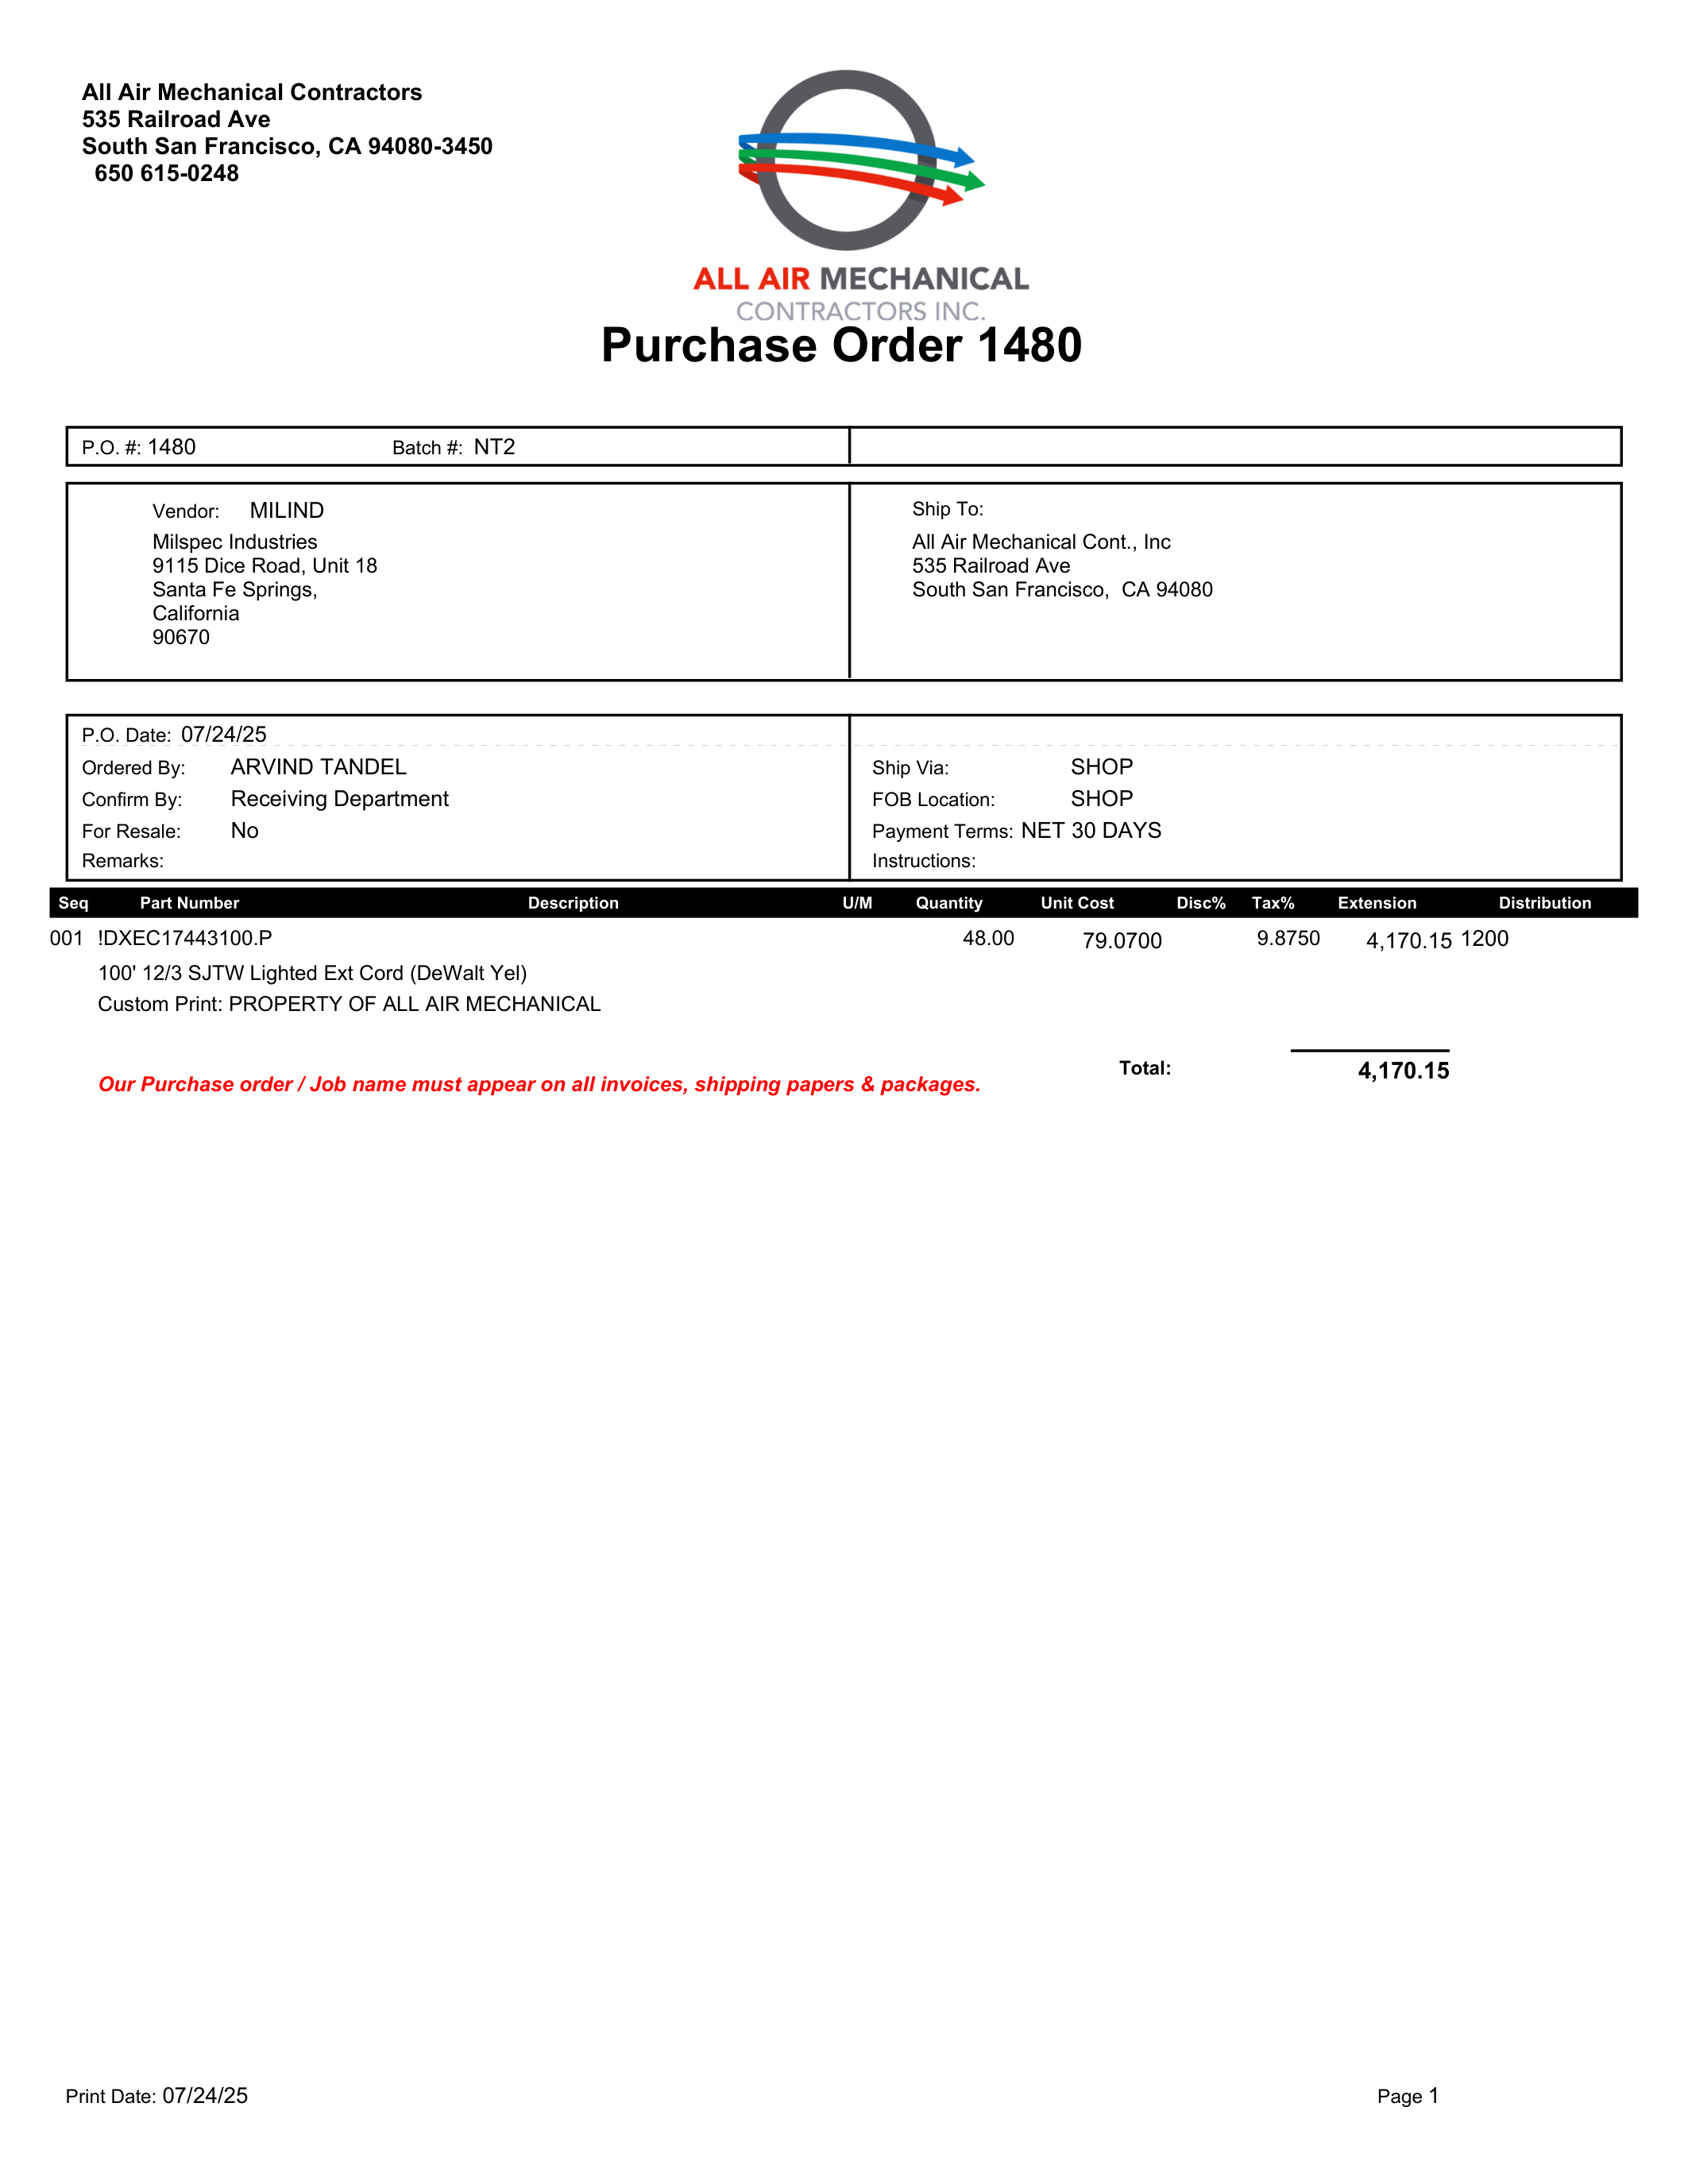 All Air Mechanical Contractors
535 Railroad Ave
South San Francisco, CA 94080-3450
650 615-0248
ALL AIR MECHANICAL
CONTRACTORS INC.
Purchase Order 1480
P.O. #: 1480 Batch #: NT2
Vendor: MILIND
Milspec Industries
9115 Dice Road, Unit 18
Santa Fe Springs,
California
90670
Ship To:
All Air Mechanical Cont., Inc
535 Railroad Ave
South San Francisco, CA 94080
P.O. Date: 07/24/25
Ordered By: ARVIND TANDEL
Confirm By: Receiving Department
For Resale: No
Remarks:
Ship Via: SHOP
FOB Location: SHOP
Payment Terms: NET 30 DAYS
Instructions:
Seq Part Number Description U/M Quantity Unit Cost Disc% Tax% Extension Distribution
001 !DXEC17443100.P 48.00 79.0700 9.8750 4,170.15 1200
100' 12/3 SJTW Lighted Ext Cord (DeWalt Yel)
Custom Print: PROPERTY OF ALL AIR MECHANICAL
Total: 4,170.15
Our Purchase order / Job name must appear on all invoices, shipping papers & packages.
Print Date: 07/24/25 Page 1